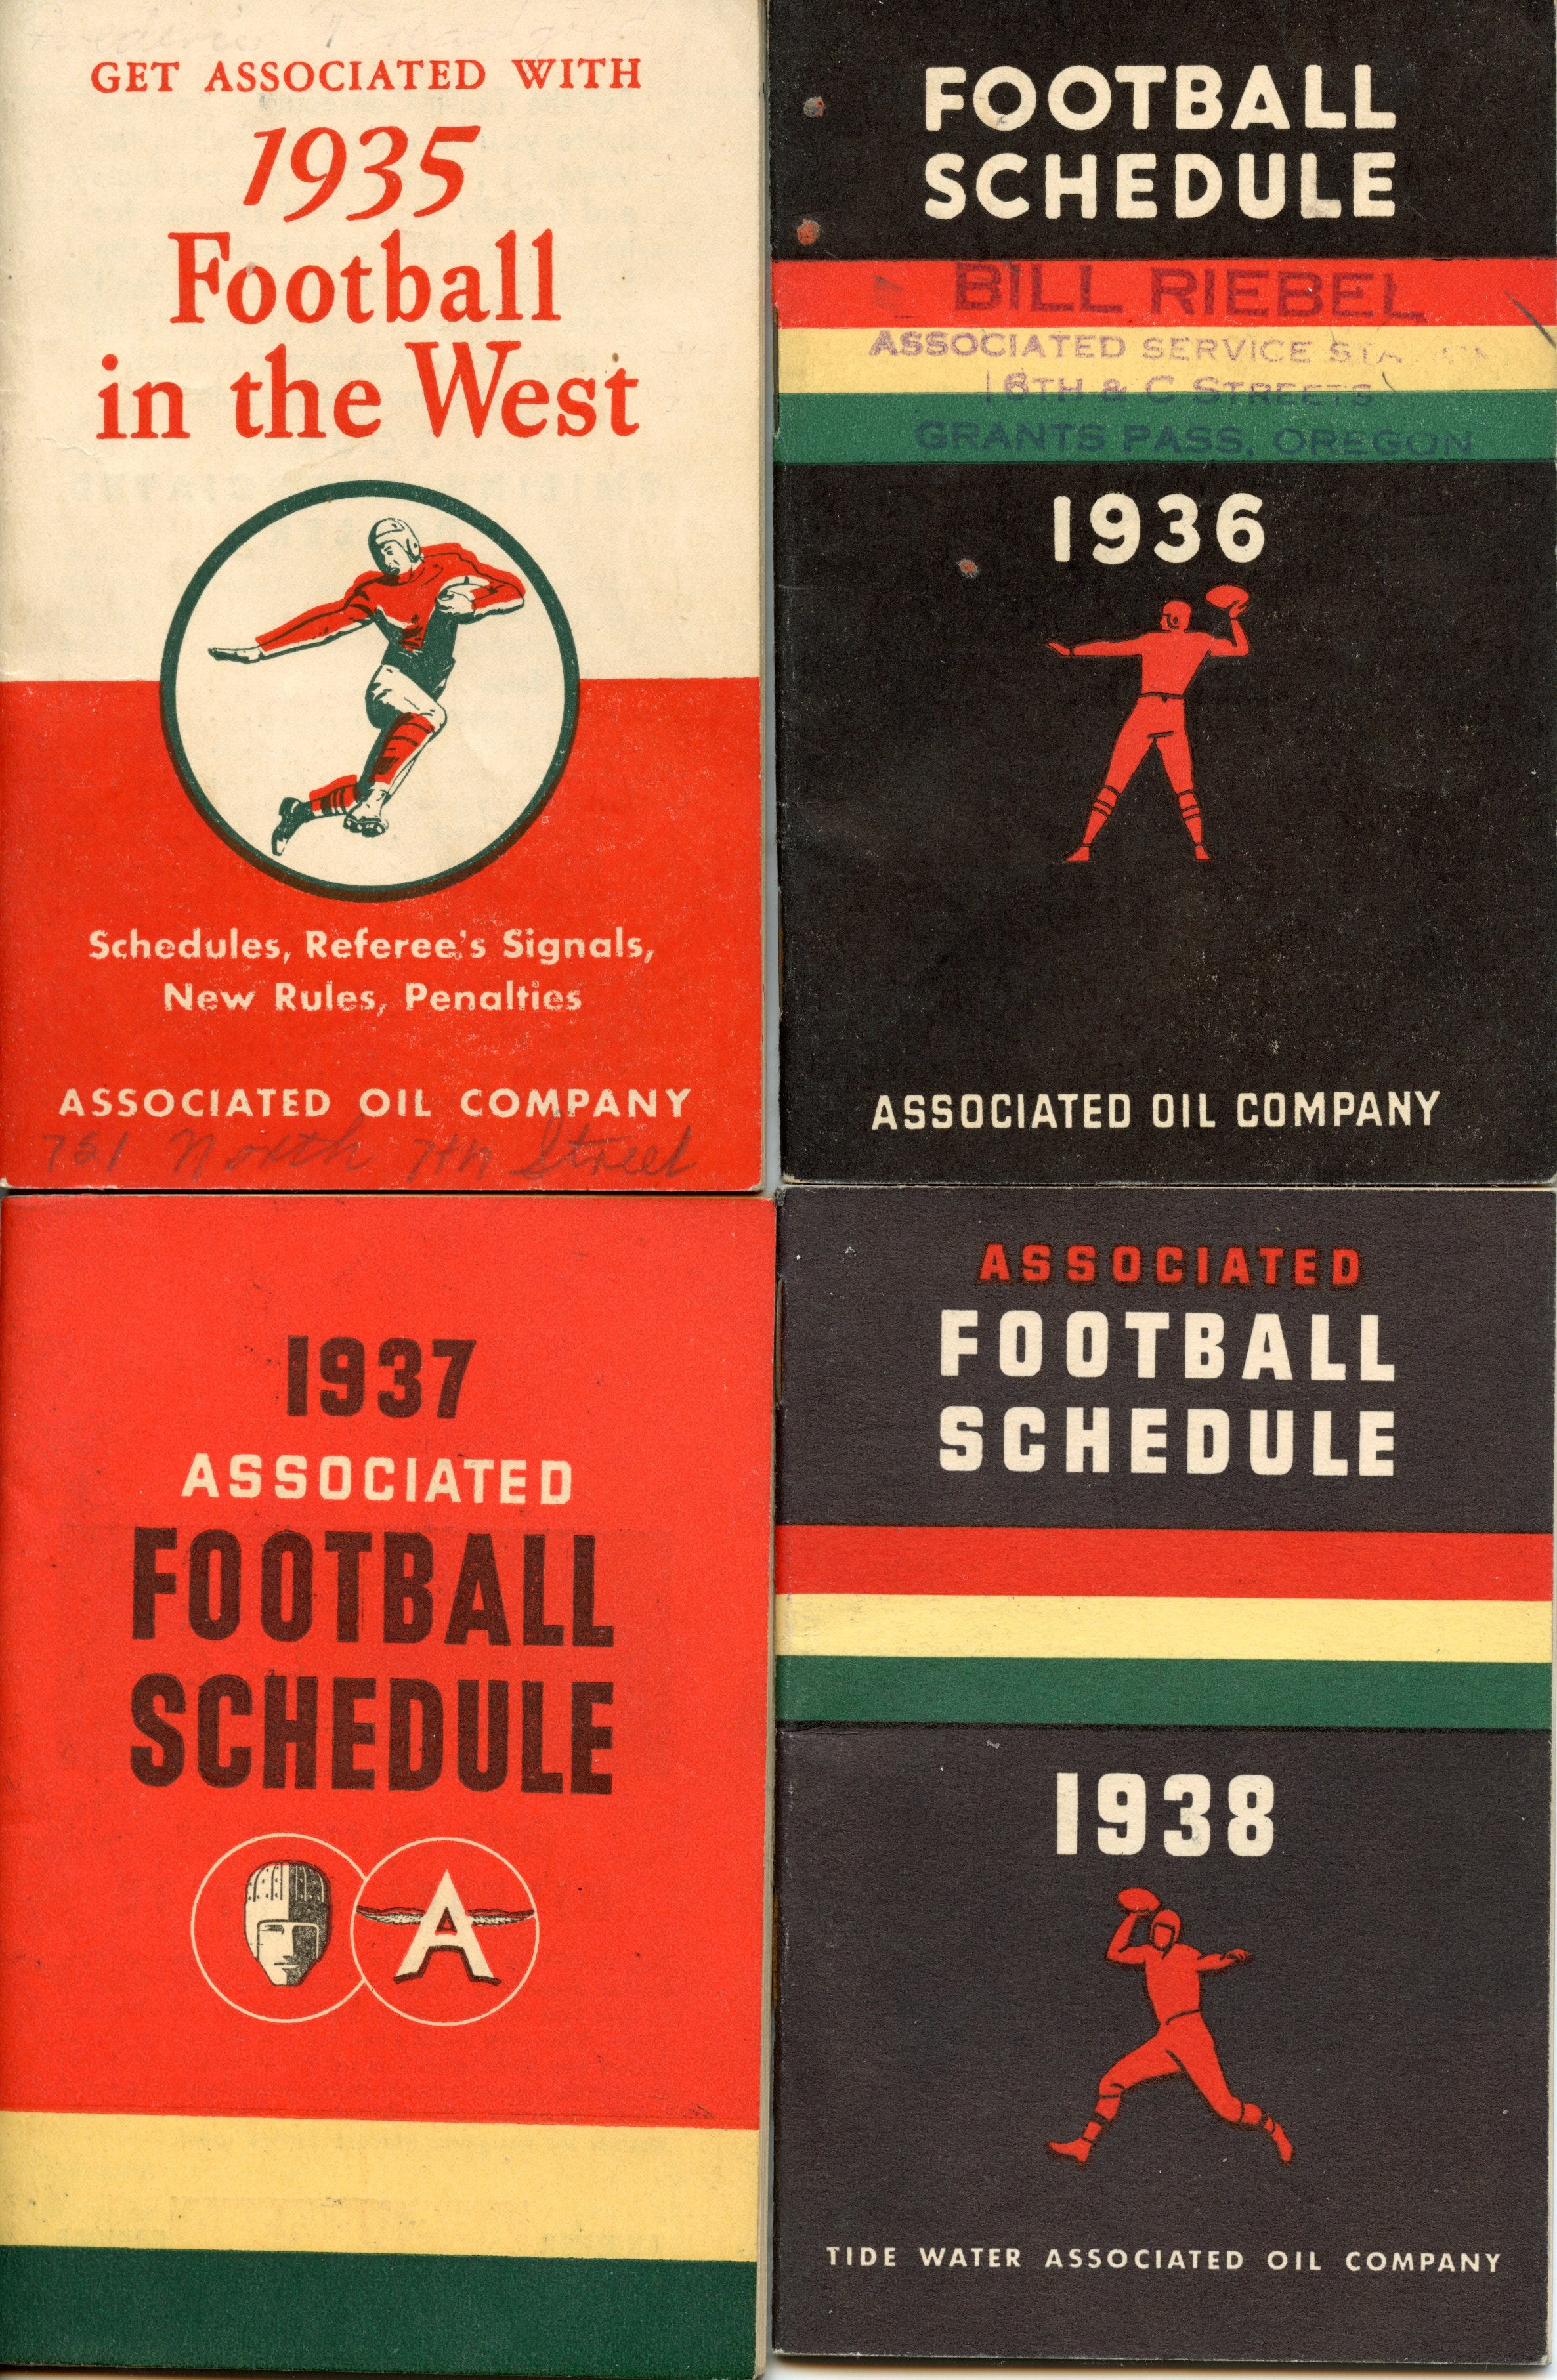 GET ASSOCIATED WITH
1935
Football
in the West
Schedules, Referee's Signals,
New Rules, Penalties
ASSOCIATED OIL COMPANY
731 North 7th Street
FOOTBALL
SCHEDULE
BILL RIEBEL
ASSOCIATED SERVICE
6TH & C STREETS
GRANTS PASS, OREGON
1936
ASSOCIATED OIL COMPANY
1937
ASSOCIATED
FOOTBALL
SCHEDULE
A
ASSOCIATED
FOOTBALL
SCHEDULE
1938
TIDE WATER ASSOCIATED OIL COMPANY